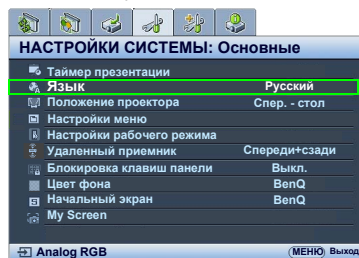 НАСТРОЙКИ СИСТЕМЫ: Основные
Таймер презентации
Язык Русский
Положение проектора Спер. - стол
Настройки меню
Настройки рабочего режима
Удаленный приемник Спереди+сзади
Блокировка клавиш панели Выкл.
Цвет фона BenQ
Начальный экран BenQ
My Screen
Analog RGB МЕНЮ Выход